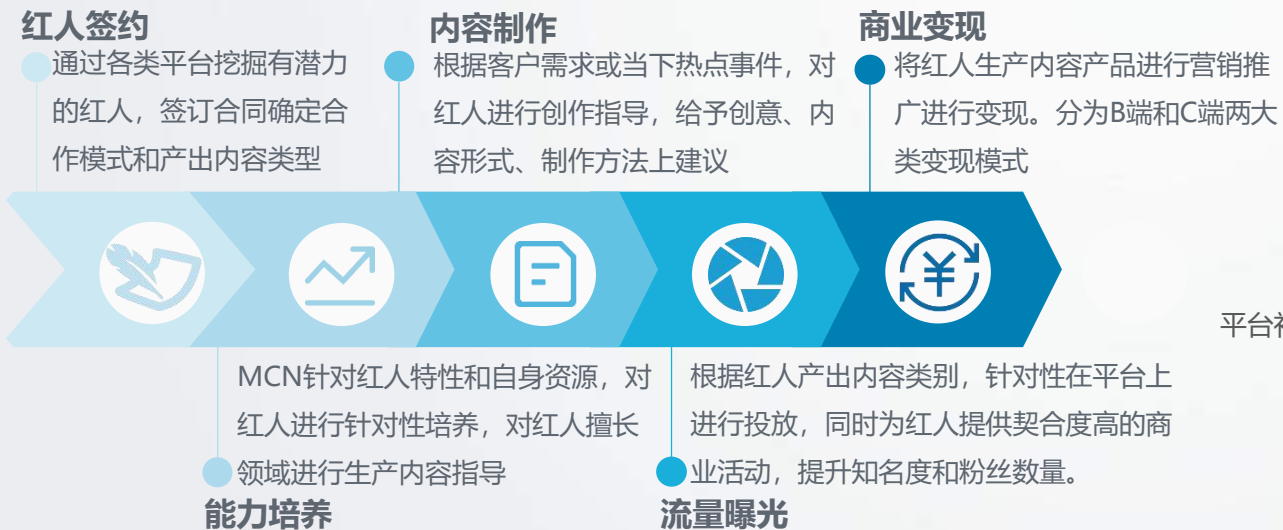 红人签约
通过各类平台挖掘有潜力
的红人，签订合同确定合
作模式和产出内容类型
内容制作
根据客户需求或当下热点事件，对
红人进行创作指导，给予创意、内
容形式、制作方法上建议
商业变现
将红人生产内容产品进行营销推
广进行变现。分为B端和C端两大
类变现模式
MCN针对红人特性和自身资源，对
红人进行针对性培养，对红人擅长
领域进行生产内容指导
能力培养
根据红人产出内容类别，针对性在平台上
进行投放，同时为红人提供契合度高的商
业活动，提升知名度和粉丝数量。
流量曝光
平台